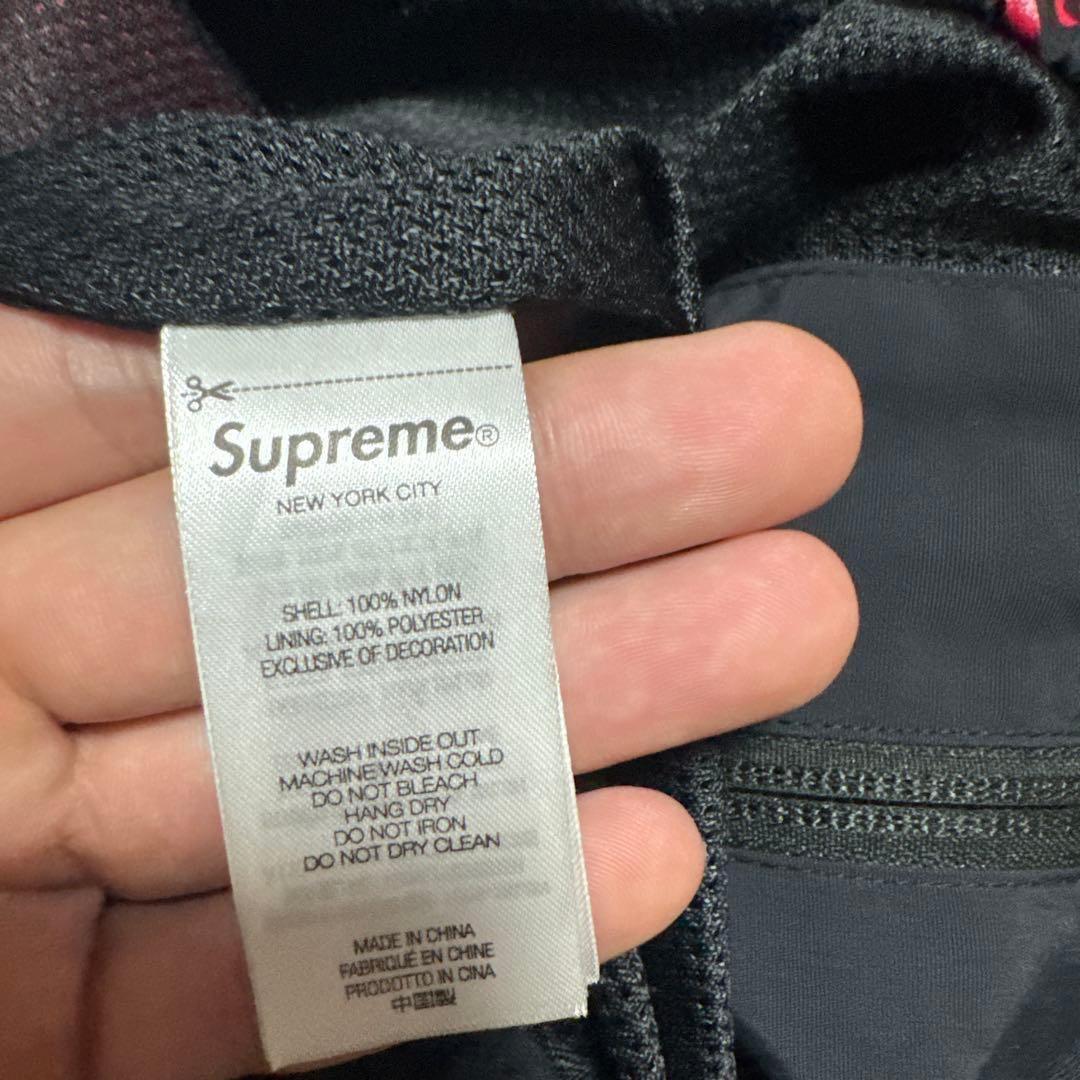 Supreme®
NEW YORK CITY
SHELL: 100% NYLON
LINING: 100% POLYESTER
EXCLUSIVE OF DECORATION
WASH INSIDE OUT
MACHINE WASH COLD
DO NOT BLEACH
HANG DRY
DO NOT IRON
DO NOT DRY CLEAN
MADE IN CHINA
FABRIQUÉ EN CHINE
PRODOTTO IN CINA
中國製